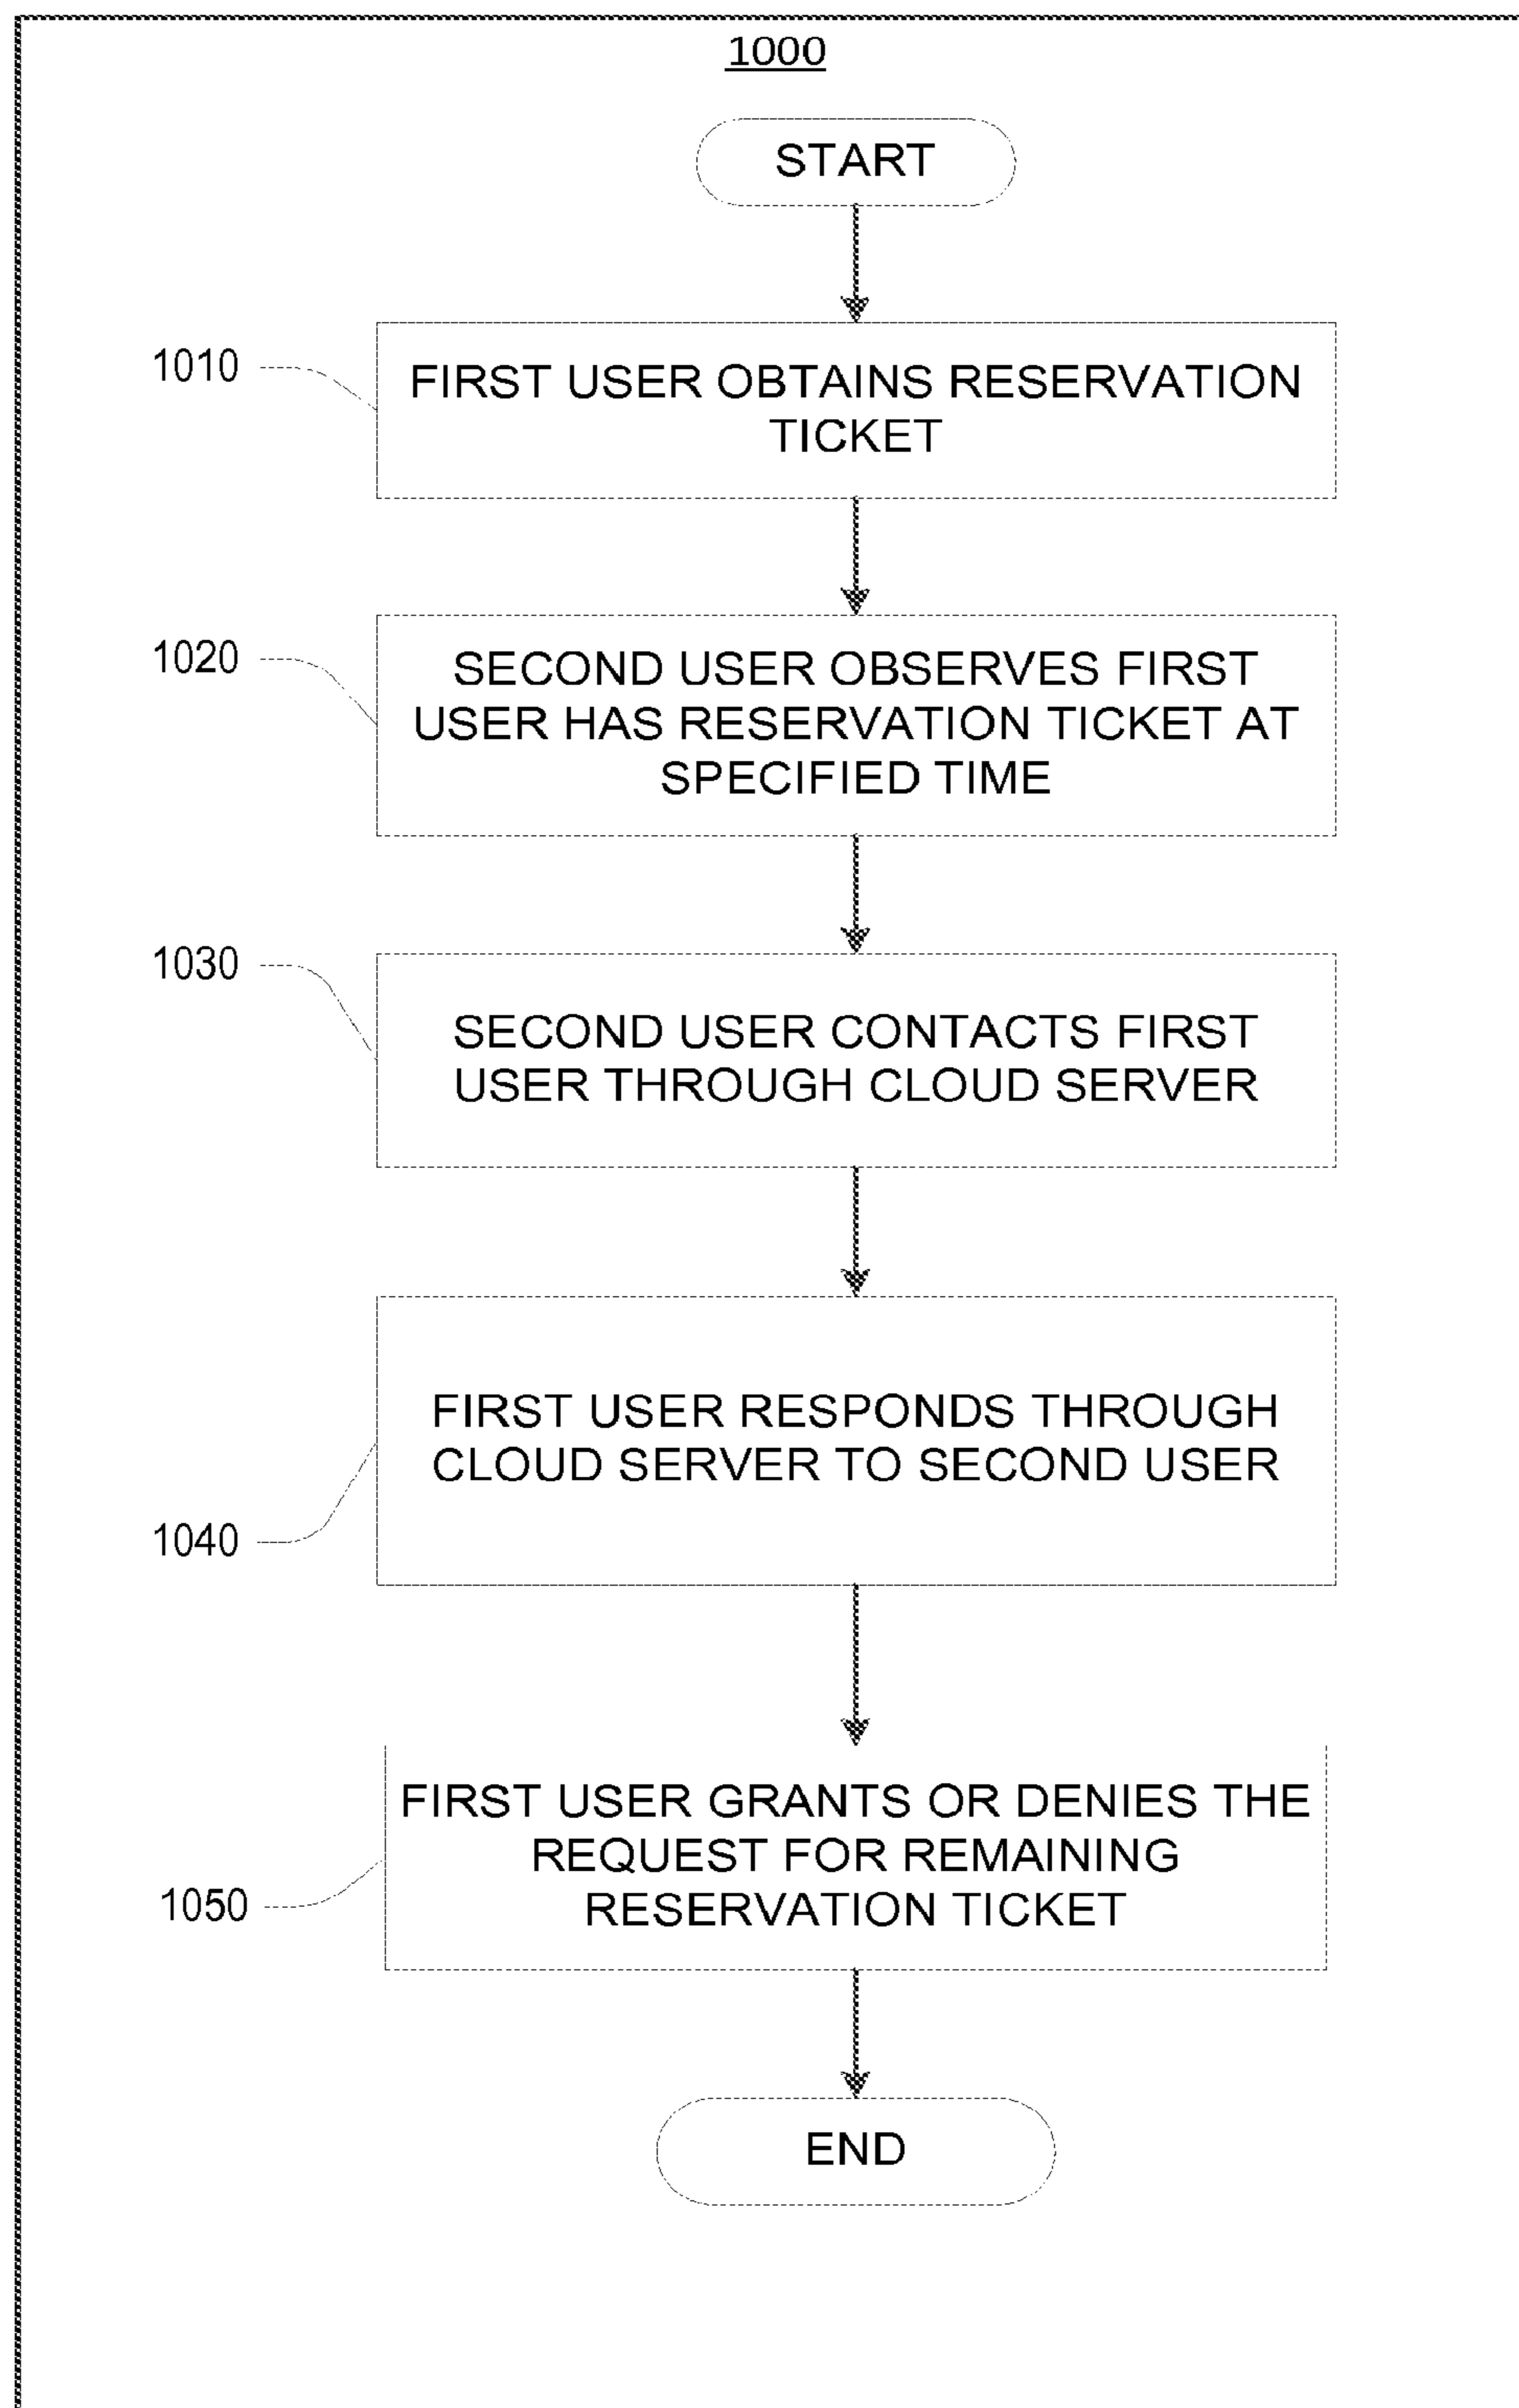 1000
START
1010
FIRST USER OBTAINS RESERVATION
TICKET
1020
SECOND USER OBSERVES FIRST
USER HAS RESERVATION TICKET AT
SPECIFIED TIME
1030
SECOND USER CONTACTS FIRST
USER THROUGH CLOUD SERVER
FIRST USER RESPONDS THROUGH
CLOUD SERVER TO SECOND USER
1040
FIRST USER GRANTS OR DENIES THE
REQUEST FOR REMAINING
RESERVATION TICKET
1050
END